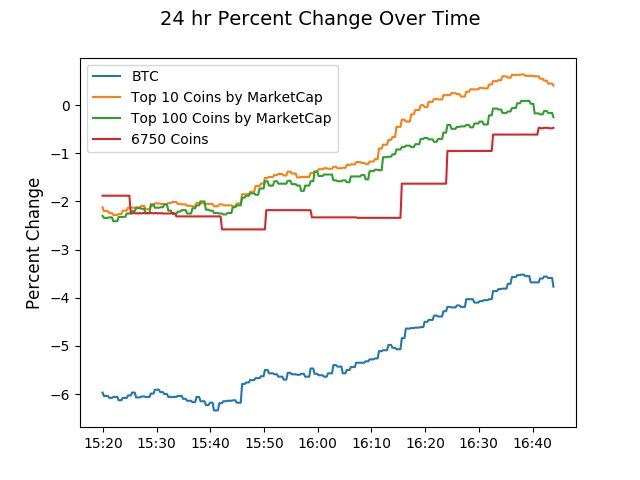 24 hr Percent Change Over Time
BTC
Top 10 Coins by MarketCap
Top 100 Coins by MarketCap
6750 Coins
Percent Change
0
−1
−2
−3
−4
−5
−6
15:20 15:30 15:40 15:50 16:00 16:10 16:20 16:30 16:40